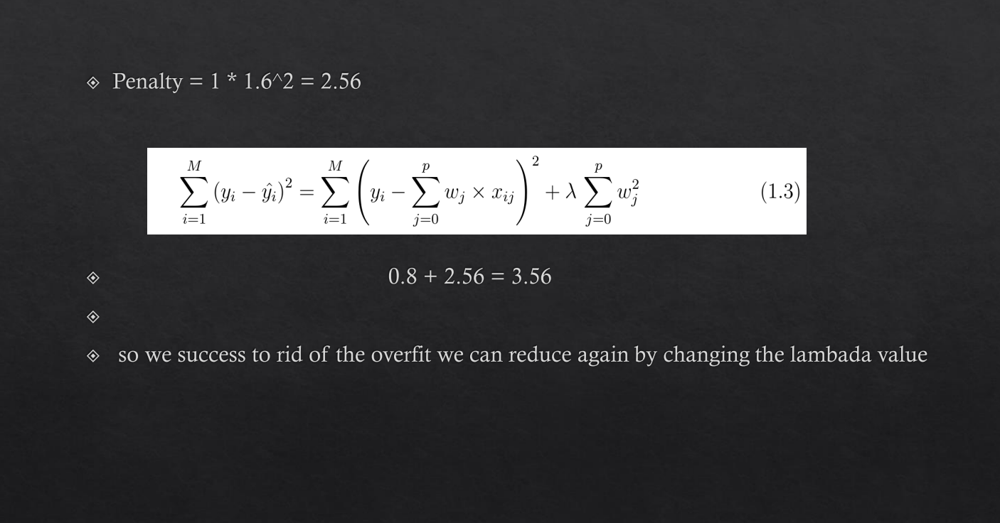 Penalty = 1 * 1.6^2 = 2.56
\sum_{i=1}^{M} (y_i - \hat{y}_i)^2 = \sum_{i=1}^{M} \left( y_i - \sum_{j=0}^{p} w_j \times x_{ij} \right)^2 + \lambda \sum_{j=0}^{p} w_j^2 (1.3)
0.8 + 2.56 = 3.56
so we success to rid of the overfit we can reduce again by changing the lambada value